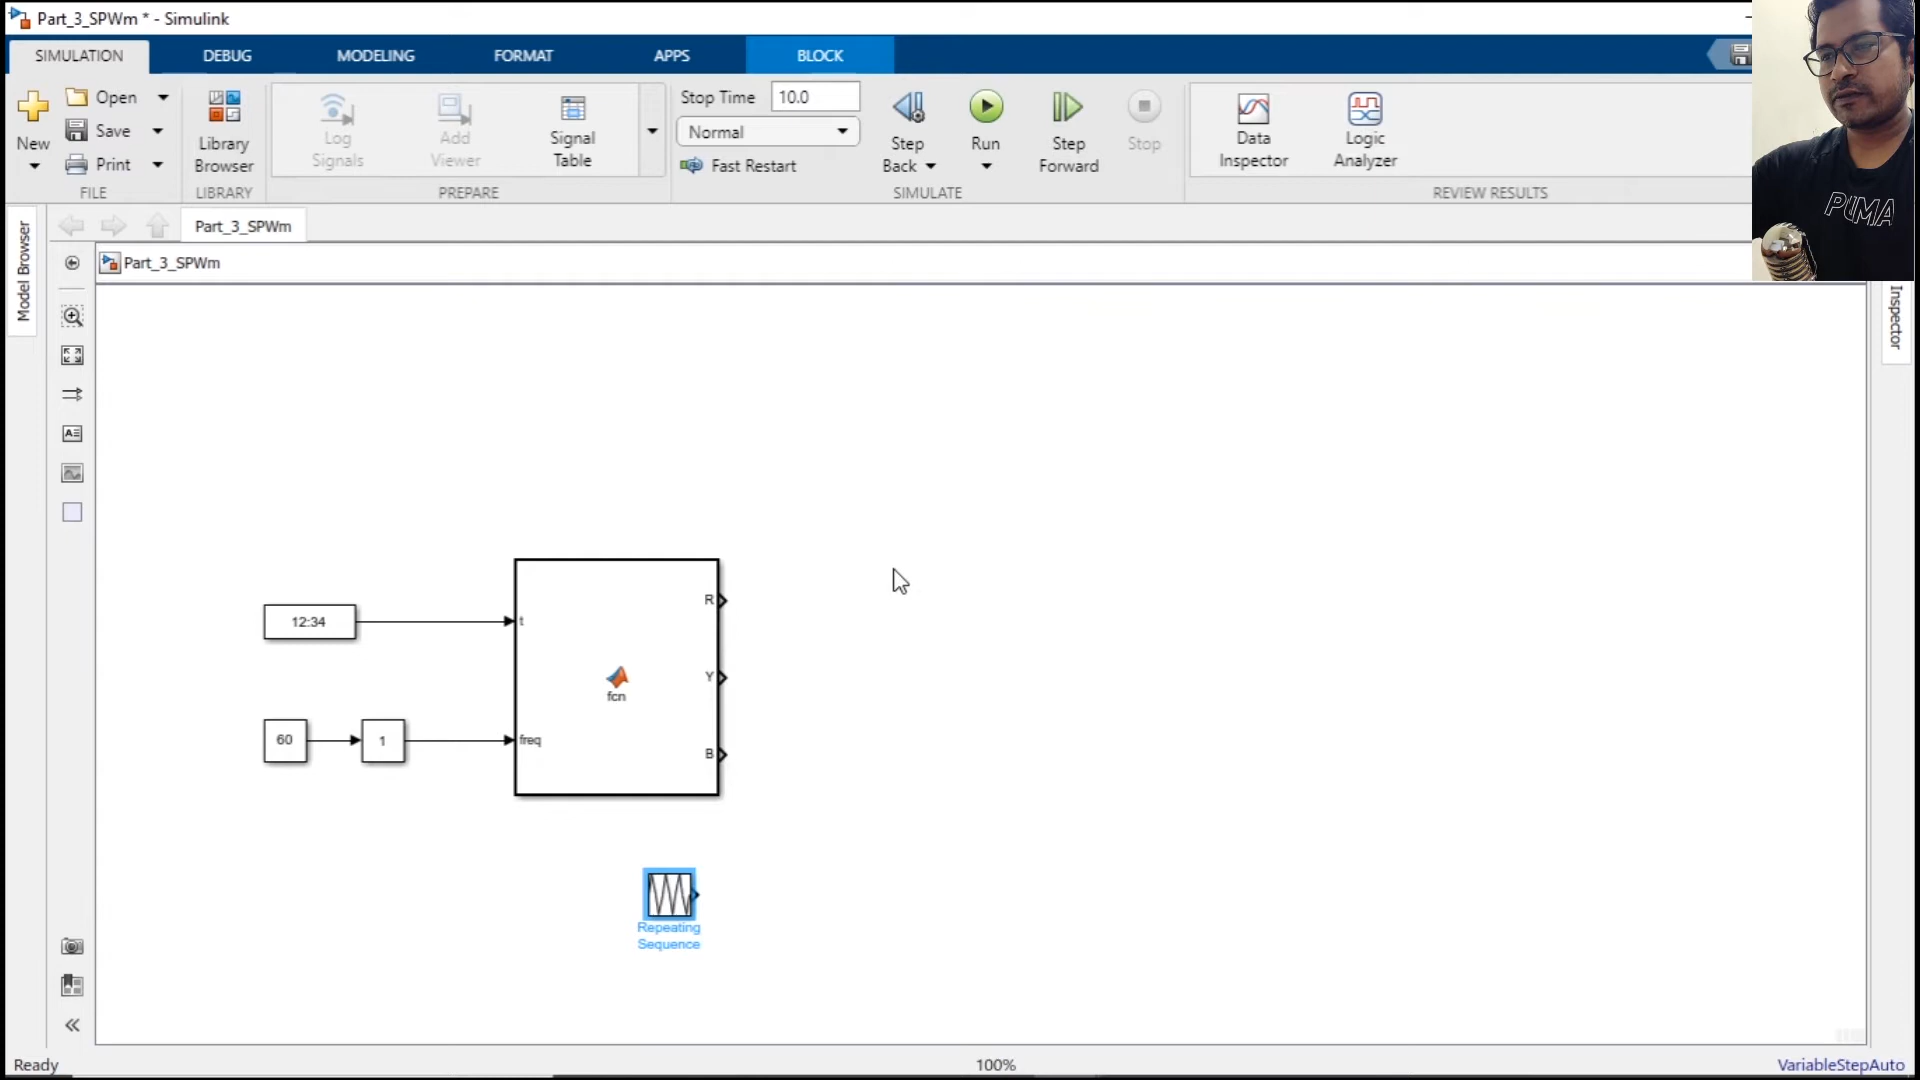 Part_3_SPWm * - Simulink
SIMULATION DEBUG MODELING FORMAT APPS BLOCK
New
Open
Save
Print
FILE
Library
Browser
LIBRARY
Log
Signals
Add
Viewer
Signal
Table
PREPARE
Stop Time 10.0
Normal
Fast Restart
Step
Back
Run
Step
Forward
Stop
SIMULATE
Data
Inspector
Logic
Analyzer
REVIEW RESULTS
PUMA
Model Browser
Part_3_SPWm
Part_3_SPWm
Inspector
12:34
t
60
1
freq
fcn
R
Y
B
Repeating
Sequence
Ready
100%
VariableStepAuto